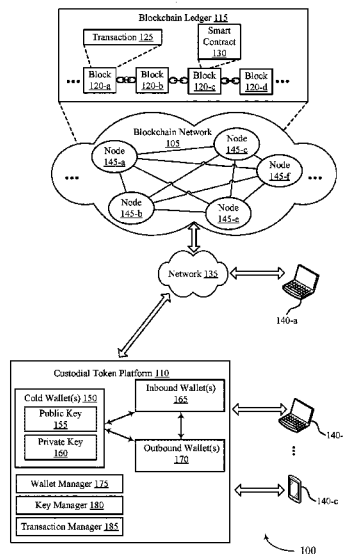 Blockchain Ledger 115
Transaction 125
Smart
Contract
130
Block
120-a
Block
120-b
Block
120-c
Block
120-d
...
...
Blockchain Network
105
Node
145-a
Node
145-c
Node
145-f
Node
145-b
Node
145-e
...
...
Network 135
140-a
Custodial Token Platform 110
Cold Wallet(s) 150
Public Key
155
Private Key
160
Inbound Wallet(s)
165
Outbound Wallet(s)
170
Wallet Manager 175
Key Manager 180
Transaction Manager 185
140-
...
140-c
100